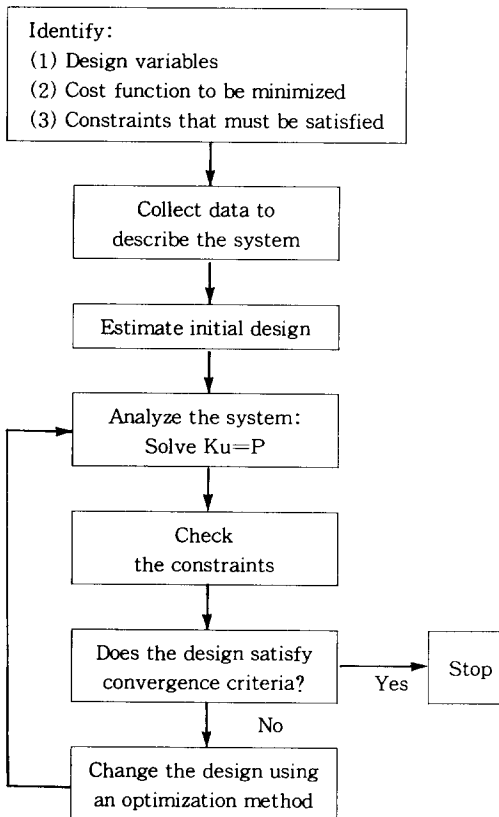 Identify:
(1) Design variables
(2) Cost function to be minimized
(3) Constraints that must be satisfied
Collect data to
describe the system
Estimate initial design
Analyze the system:
Solve Ku=P
Check
the constraints
Does the design satisfy
convergence criteria?
Yes
Stop
No
Change the design using
an optimization method